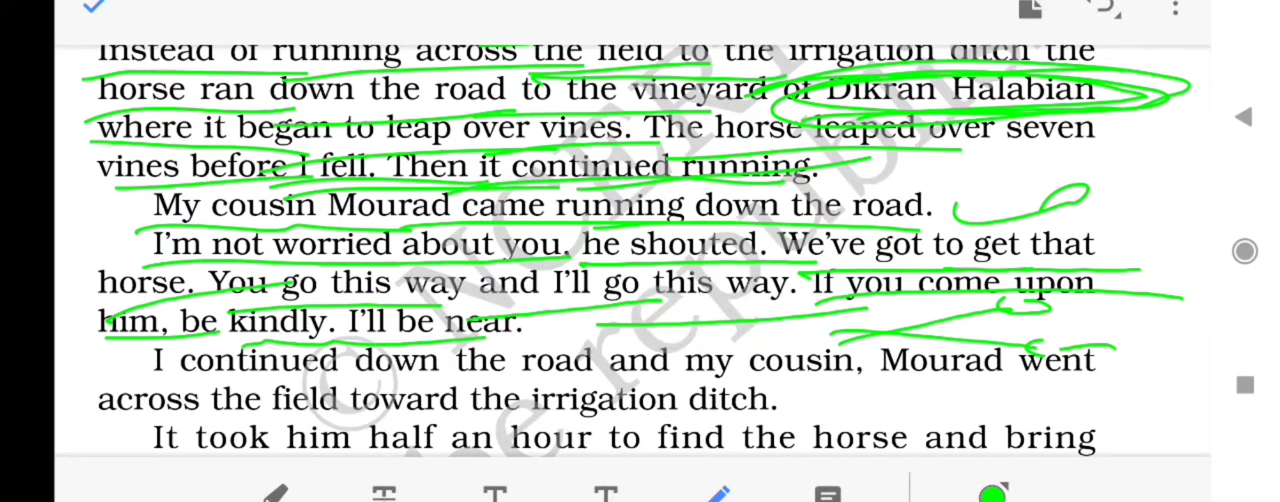 Instead of running across the field to the irrigation ditch the
horse ran down the road to the vineyard of Dikran Halabian
where it began to leap over vines. The horse leaped over seven
vines before I fell. Then it continued running.
My cousin Mourad came running down the road.
I'm not worried about you, he shouted. We've got to get that
horse. You go this way and I'll go this way. If you come upon
him, be kindly. I'll be near.
I continued down the road and my cousin, Mourad went
across the field toward the irrigation ditch.
It took him half an hour to find the horse and bring
© NCERT
be republi